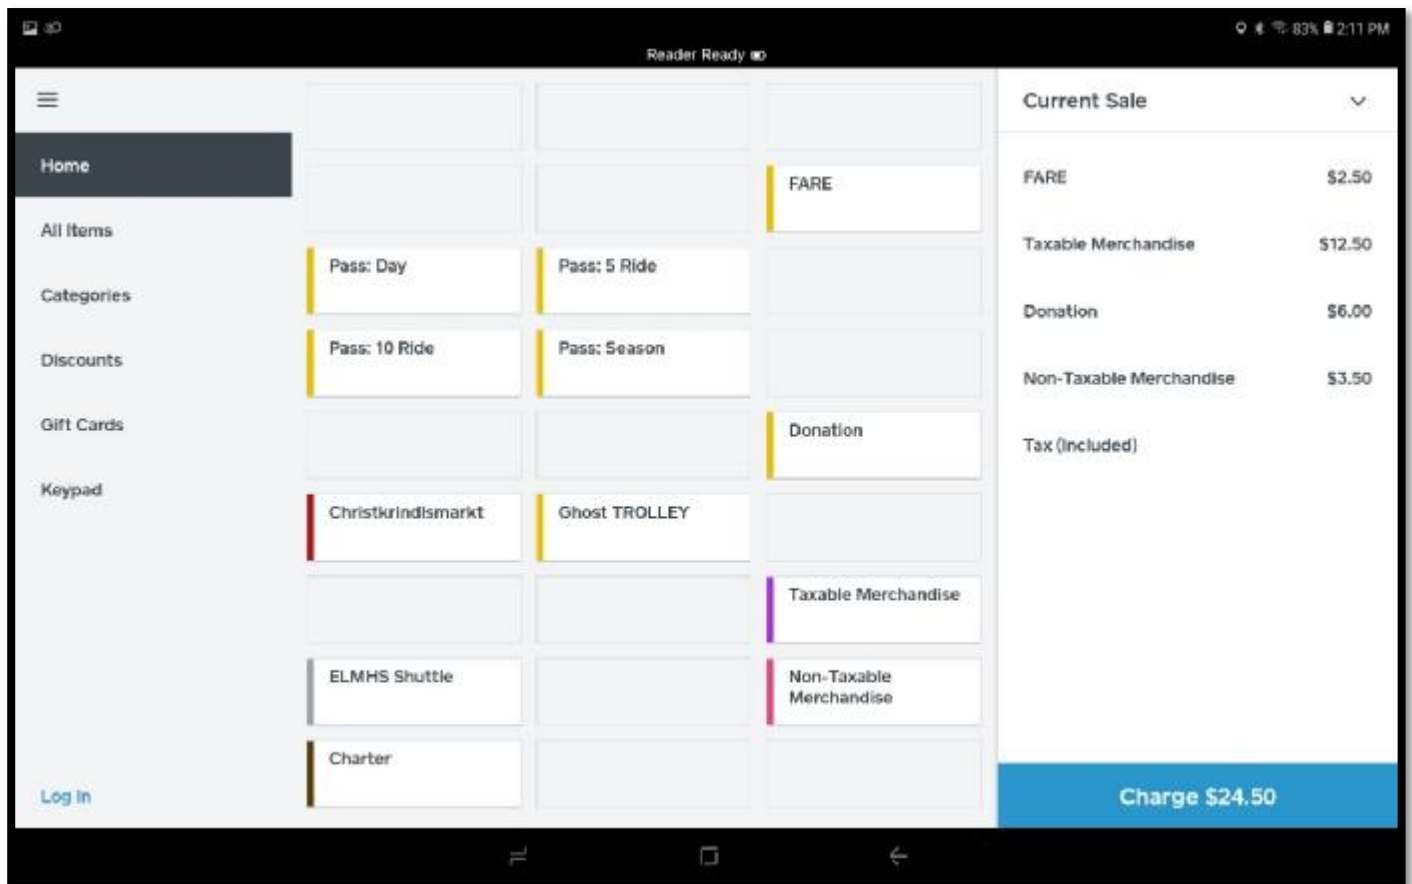 83% 2:11 PM
Reader Ready
Home
All Items
Categories
Discounts
Gift Cards
Keypad
Log In
FARE
Pass: Day
Pass: 5 Ride
Pass: 10 Ride
Pass: Season
Donation
Christkrindlsmarkt
Ghost TROLLEY
Taxable Merchandise
ELMHS Shuttle
Non-Taxable
Merchandise
Charter
Current Sale
FARE $2.50
Taxable Merchandise $12.50
Donation $6.00
Non-Taxable Merchandise $3.50
Tax (Included)
Charge $24.50